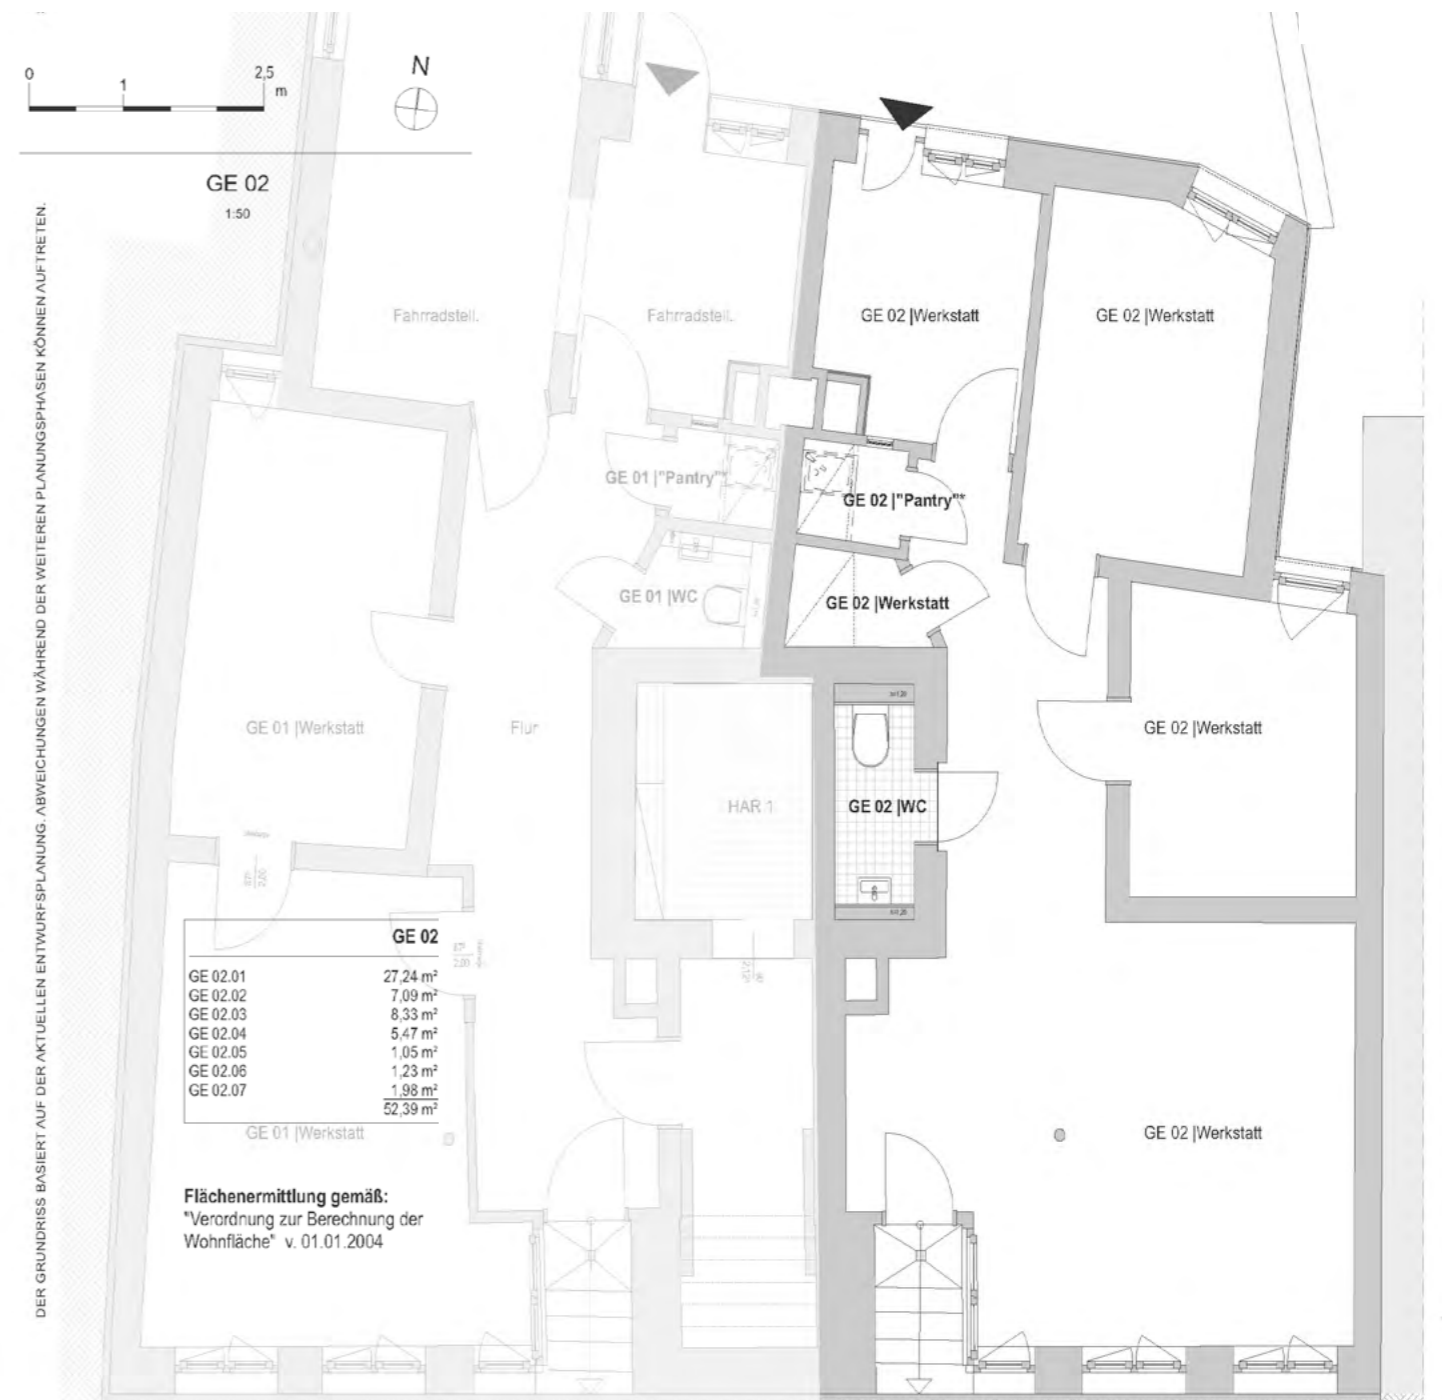 0
1
2,5
m
N
GE 02
1:50
DER GRUNDRISS BASIERT AUF DER AKTUELLEN ENTWURFSPLANUNG. ABWEICHUNGEN WÄHREND DER WEITEREN PLANUNGSPHASEN KÖNNEN AUFTRETEN.
Fahrradstell.
Fahrradstell.
GE 02 |Werkstatt
GE 02 |Werkstatt
GE 01 |"Pantry"*
GE 02 |"Pantry"*
GE 01 |WC
GE 02 |Werkstatt
GE 01 |Werkstatt
Flur
GE 02 |Werkstatt
HAR 1
GE 02 |WC
GE 02
GE 02.01 27,24 m²
GE 02.02 7,09 m²
GE 02.03 8,33 m²
GE 02.04 5,47 m²
GE 02.05 1,05 m²
GE 02.06 1,23 m²
GE 02.07 1,98 m²
52,39 m²
GE 01 |Werkstatt
GE 02 |Werkstatt
Flächenermittlung gemäß:
"Verordnung zur Berechnung der
Wohnfläche" v. 01.01.2004